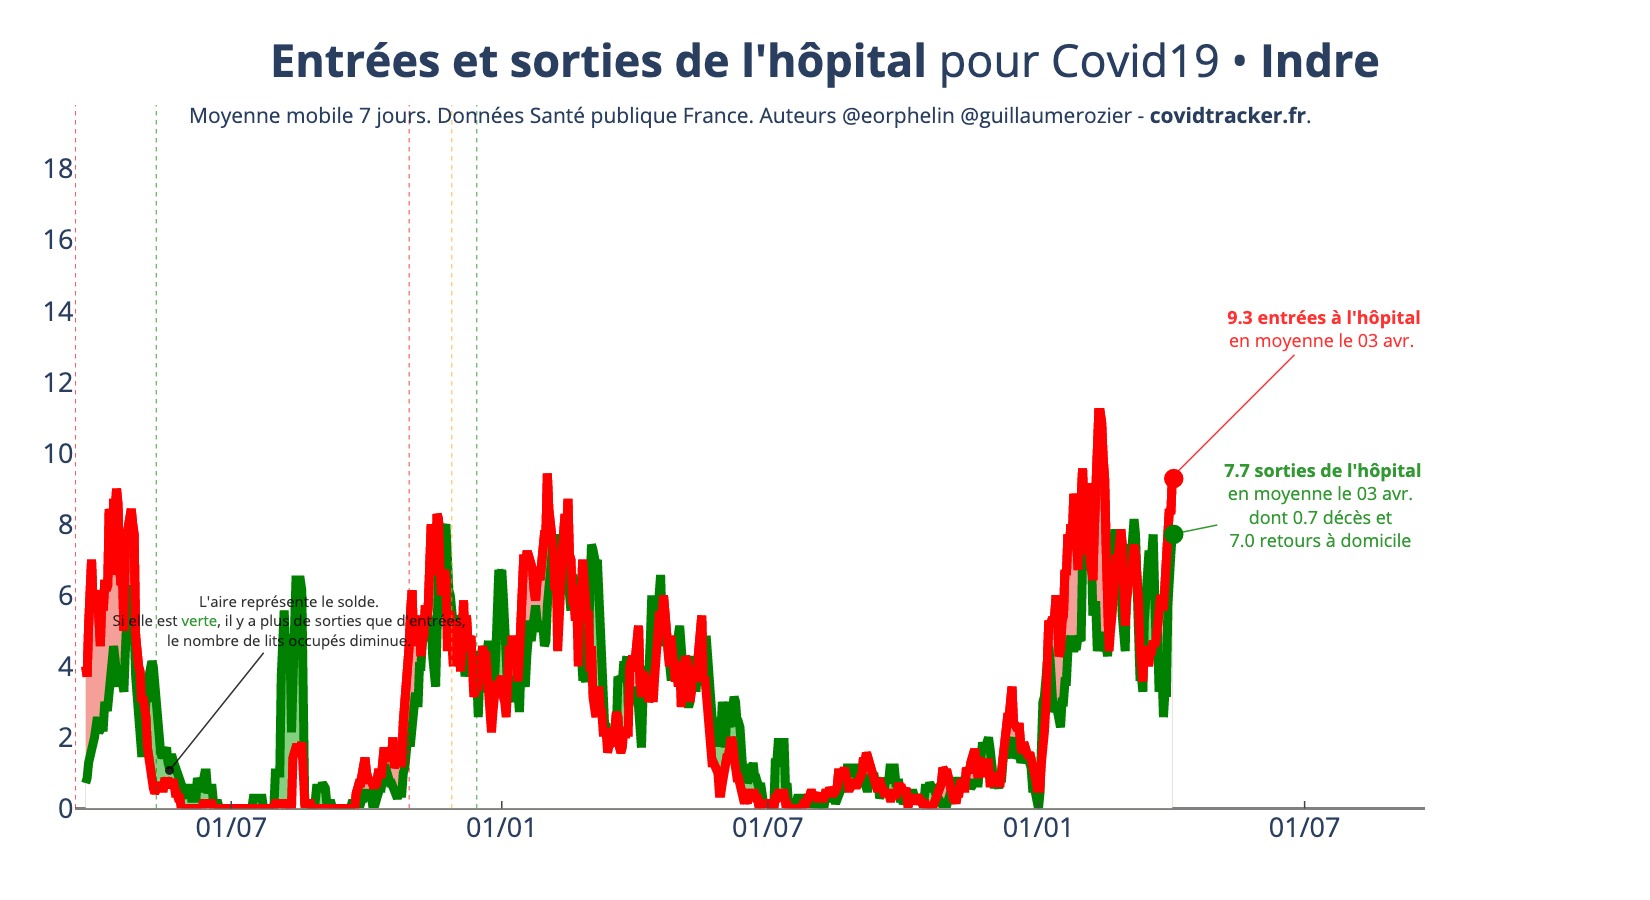 Entrées et sorties de l'hôpital pour Covid19 • Indre
Moyenne mobile 7 jours. Données Santé publique France. Auteurs @eorphelin @guillaumerozier - covidtracker.fr.
18
16
14
12
10
8
6
4
2
0
9.3 entrées à l'hôpital
en moyenne le 03 avr.
7.7 sorties de l'hôpital
en moyenne le 03 avr.
dont 0.7 décès et
7.0 retours à domicile
L'aire représente le solde.
Si elle est verte, il y a plus de sorties que d'entrées,
le nombre de lits occupés diminue.
01/07
01/01
01/07
01/01
01/07